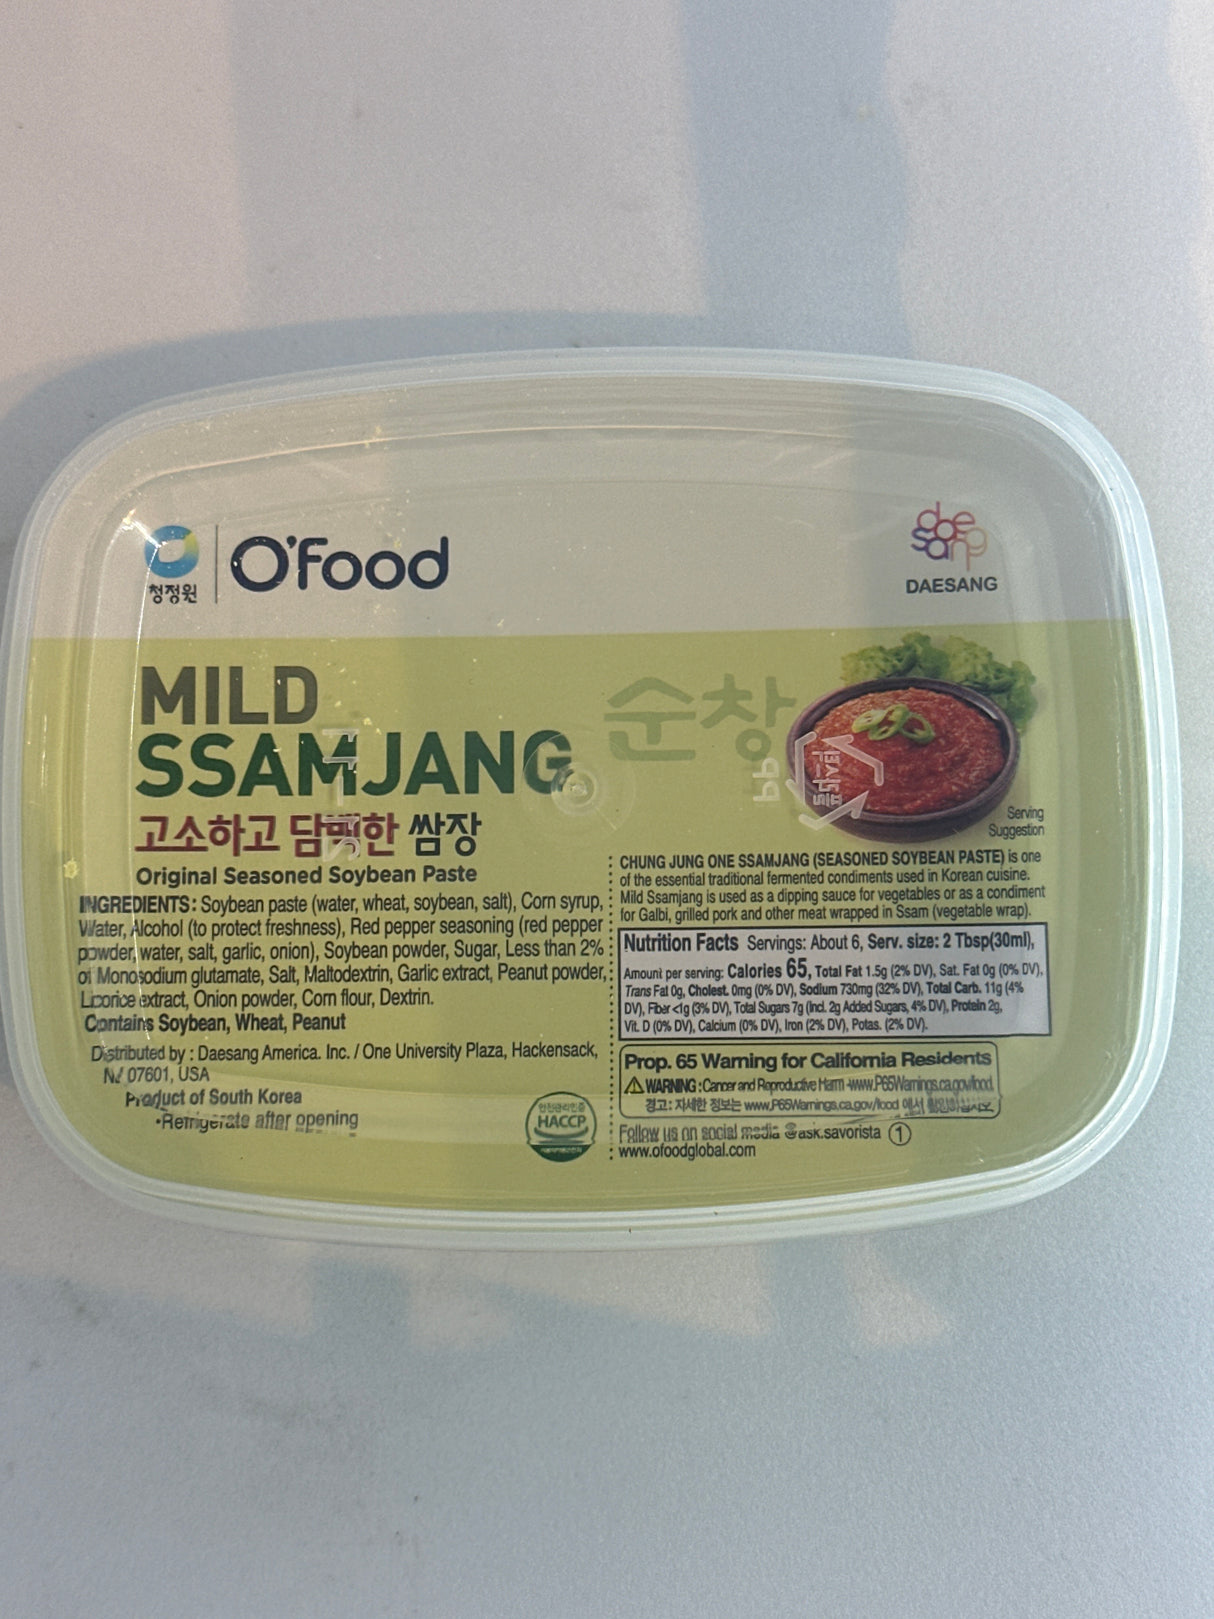 청정원
O'Food
daesang
DAESANG
MILD
SSAMJANG
순창
고소하고 담백한 쌈장
Original Seasoned Soybean Paste
PP
Serving
Suggestion
INGREDIENTS: Soybean paste (water, wheat, soybean, salt), Corn syrup,
Water, Alcohol (to protect freshness), Red pepper seasoning (red pepper
powder, water, salt, garlic, onion), Soybean powder, Sugar, Less than 2%
of Monosodium glutamate, Salt, Maltodextrin, Garlic extract, Peanut powder,
Licorice extract, Onion powder, Corn flour, Dextrin.
Contains Soybean, Wheat, Peanut
Distributed by : Daesang America. Inc. / One University Plaza, Hackensack,
NJ 07601, USA
Product of South Korea
•Refrigerate after opening
안전관리인증
HACCP
CHUNG JUNG ONE SSAMJANG (SEASONED SOYBEAN PASTE) is one
of the essential traditional fermented condiments used in Korean cuisine.
Mild Ssamjang is used as a dipping sauce for vegetables or as a condiment
for Galbi, grilled pork and other meat wrapped in Ssam (vegetable wrap).
Nutrition Facts Servings: About 6, Serv. size: 2 Tbsp(30ml),
Amount per serving: Calories 65, Total Fat 1.5g (2% DV), Sat. Fat 0g (0% DV),
Trans Fat 0g, Cholest. 0mg (0% DV), Sodium 730mg (32% DV), Total Carb. 11g (4%
DV), Fiber <1g (3% DV), Total Sugars 7g (Incl. 2g Added Sugars, 4% DV), Protein 2g,
Vit. D (0% DV), Calcium (0% DV), Iron (2% DV), Potas. (2% DV).
Prop. 65 Warning for California Residents
WARNING : Cancer and Reproductive Harm -www.P65Warnings.ca.gov/food.
경고: 자세한 정보는 www.P65Warnings.ca.gov/food 에서
Follow us on social media @ask.savorista 1
www.ofoodglobal.com